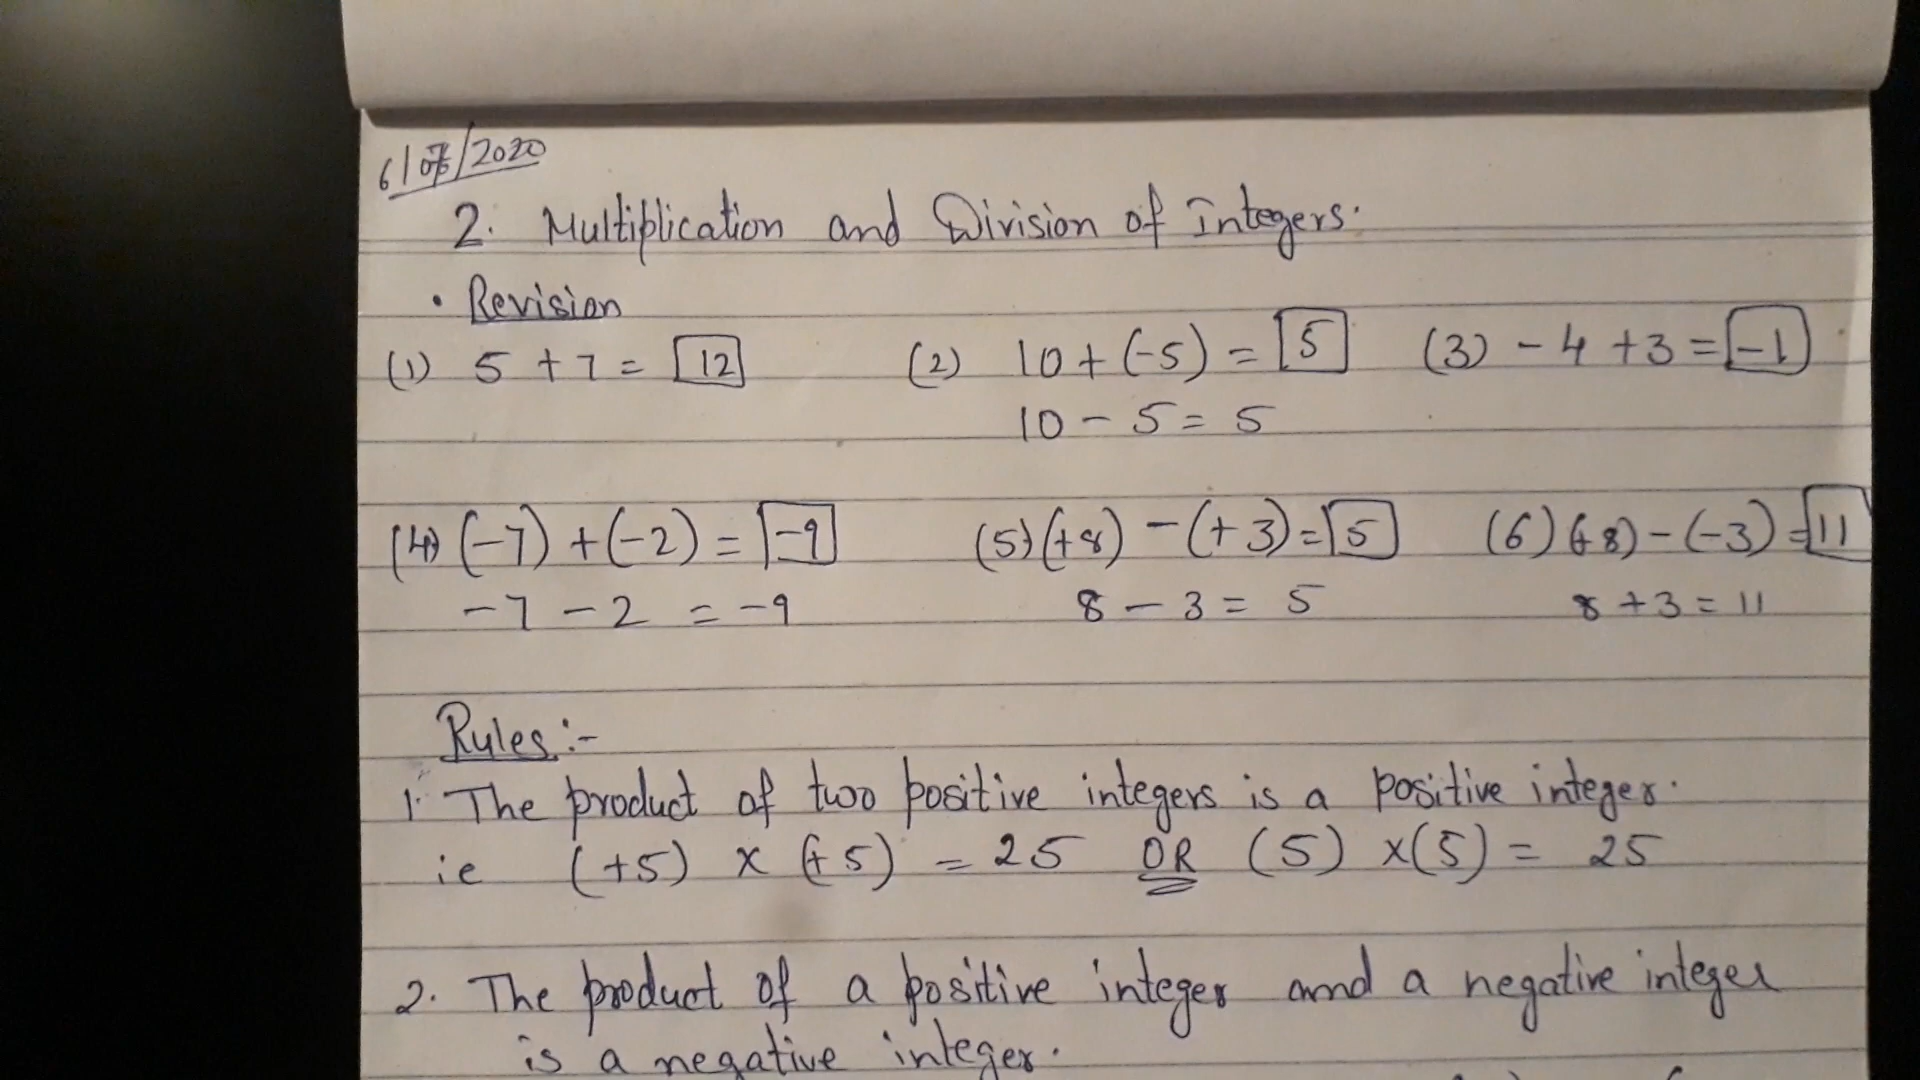 6/07/2020
2. Multiplication and Division of Integers.
• Revision
(1) 5 + 7 = 12 (2) 10 + (-5) = 5 (3) - 4 + 3 = -1
10 - 5 = 5
(4) (-7) + (-2) = -9 (5) (+8) - (+3) = 5 (6) (+8) - (-3) = 11
-7 - 2 = -9 8 - 3 = 5 8 + 3 = 11
Rules :-
1. The product of two positive integers is a positive integer.
ie (+5) x (+5) = 25 OR (5) x (5) = 25
2. The product of a positive integer and a negative integer
is a negative integer.